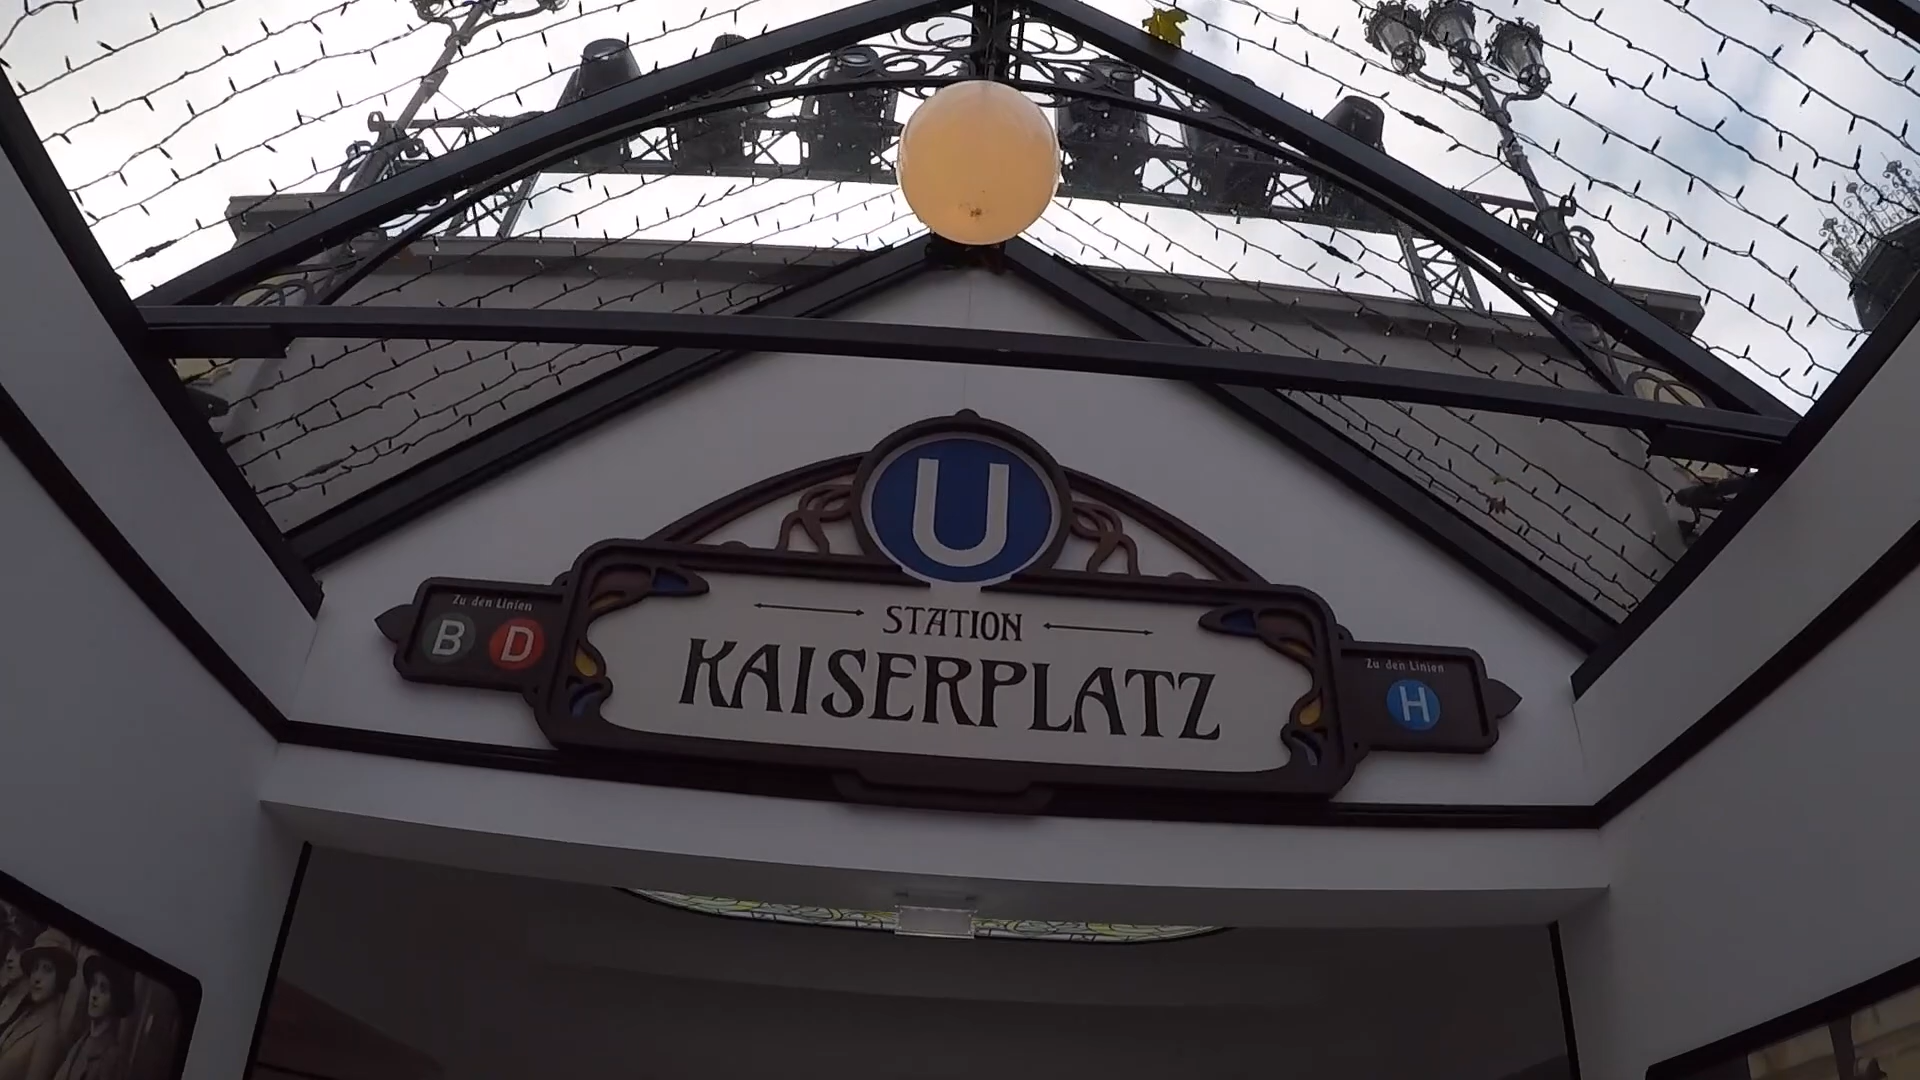 U
STATION
KAISERPLATZ
Zu den Linien
B D
Zu den Linien
H